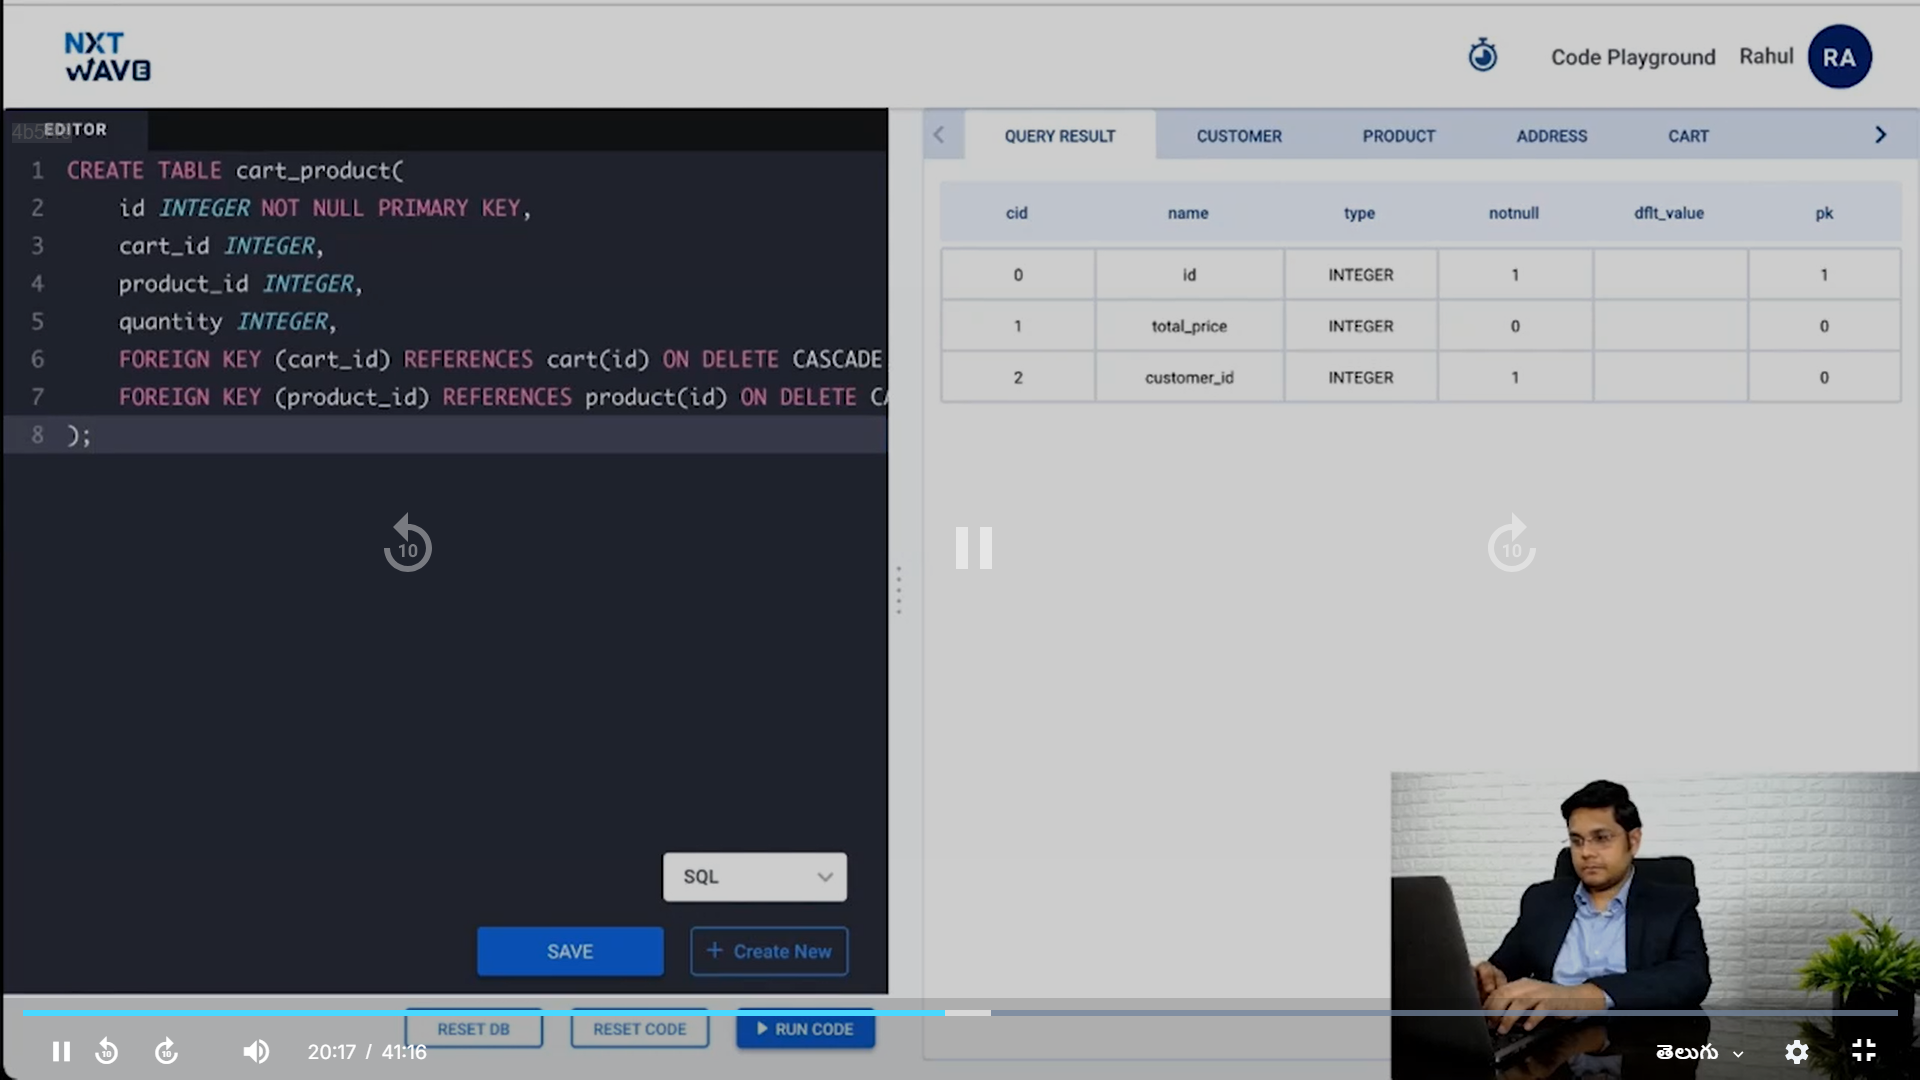 NXT
WAVE
Code Playground
Rahul
RA
EDITOR
1 CREATE TABLE cart_product(
2 id INTEGER NOT NULL PRIMARY KEY,
3 cart_id INTEGER,
4 product_id INTEGER,
5 quantity INTEGER,
6 FOREIGN KEY (cart_id) REFERENCES cart(id) ON DELETE CASCADE
7 FOREIGN KEY (product_id) REFERENCES product(id) ON DELETE CA
8 );
QUERY RESULT CUSTOMER PRODUCT ADDRESS CART
cid name type notnull dflt_value pk
0 id INTEGER 1 1
1 total_price INTEGER 0 0
2 customer_id INTEGER 1 0
10
10
SQL
SAVE
+ Create New
RESET DB
RESET CODE
RUN CODE
10
10
20:17 / 41:16
తెలుగు